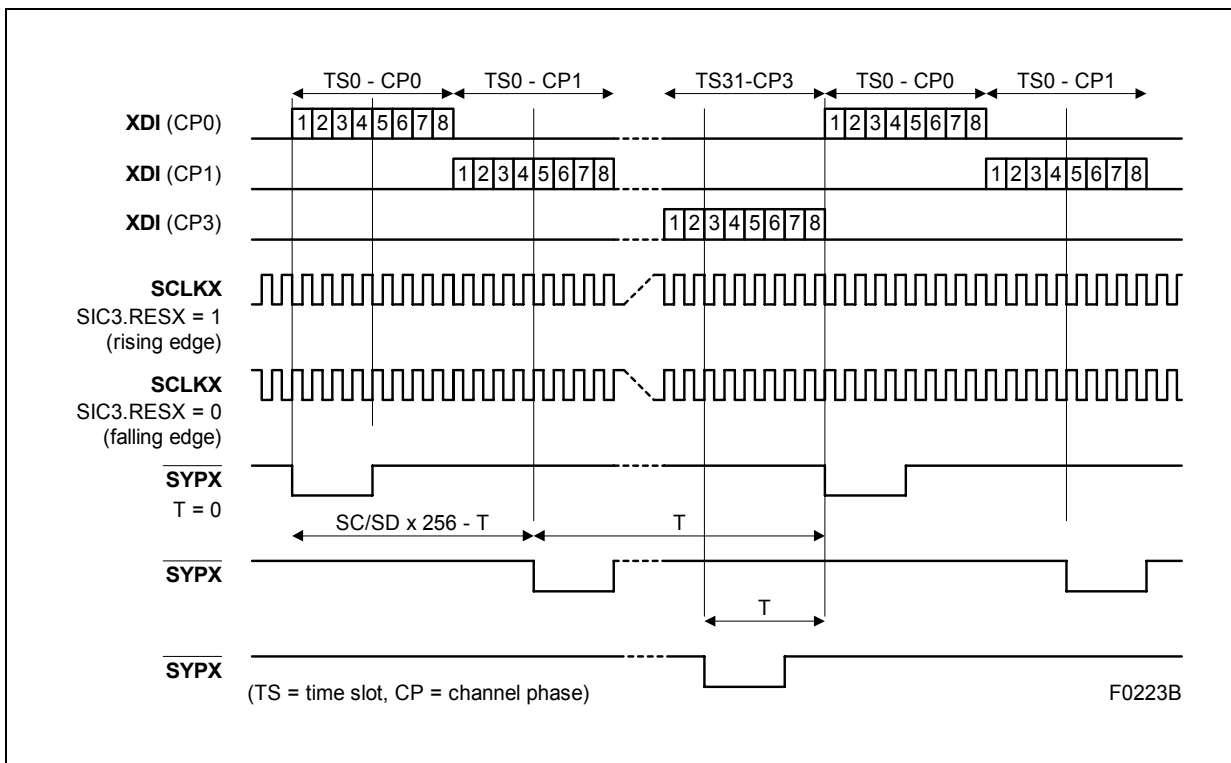 TS0 - CP0 TS0 - CP1 TS31-CP3 TS0 - CP0 TS0 - CP1
XDI (CP0) 1 2 3 4 5 6 7 8 1 2 3 4 5 6 7 8
XDI (CP1) 1 2 3 4 5 6 7 8 1 2 3 4 5 6 7 8
XDI (CP3) 1 2 3 4 5 6 7 8
SCLKX
SIC3.RESX = 1
(rising edge)
SCLKX
SIC3.RESX = 0
(falling edge)
SYPX
T = 0
SC/SD x 256 - T T
SYPX
T
SYPX
(TS = time slot, CP = channel phase) F0223B